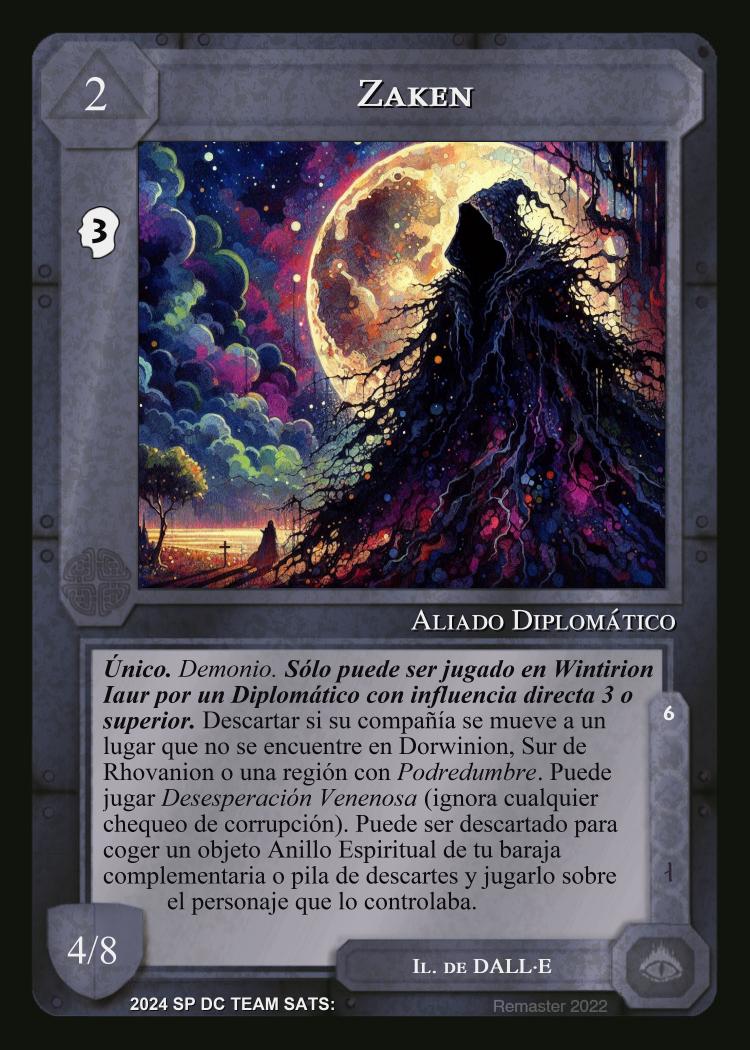 2
Zaken
3
Aliado Diplomático
Único. Demonio. Sólo puede ser jugado en Wintirion
Iaur por un Diplomático con influencia directa 3 o
superior. Descartar si su compañía se mueve a un
lugar que no se encuentre en Dorwinion, Sur de
Rhovanion o una región con Podredumbre. Puede
jugar Desesperación Venenosa (ignora cualquier
chequeo de corrupción). Puede ser descartado para
coger un objeto Anillo Espiritual de tu baraja
complementaria o pila de descartes y jugarlo sobre
el personaje que lo controlaba.
6
4/8
Il. de DALL·E
2024 SP DC TEAM SATS:
Remaster 2022